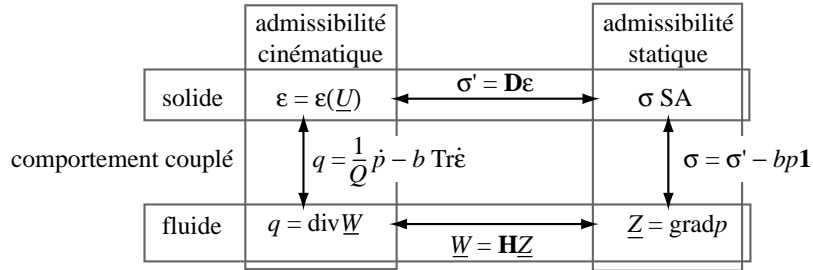 admissibilité cinématique
admissibilité statique
solide
ε = ε(U)
σ' = Dε
σ SA
comportement couplé
q = 1/Q ṗ − b Trε̇
σ = σ' − bp1
fluide
q = divW
W = HZ
Z = gradp